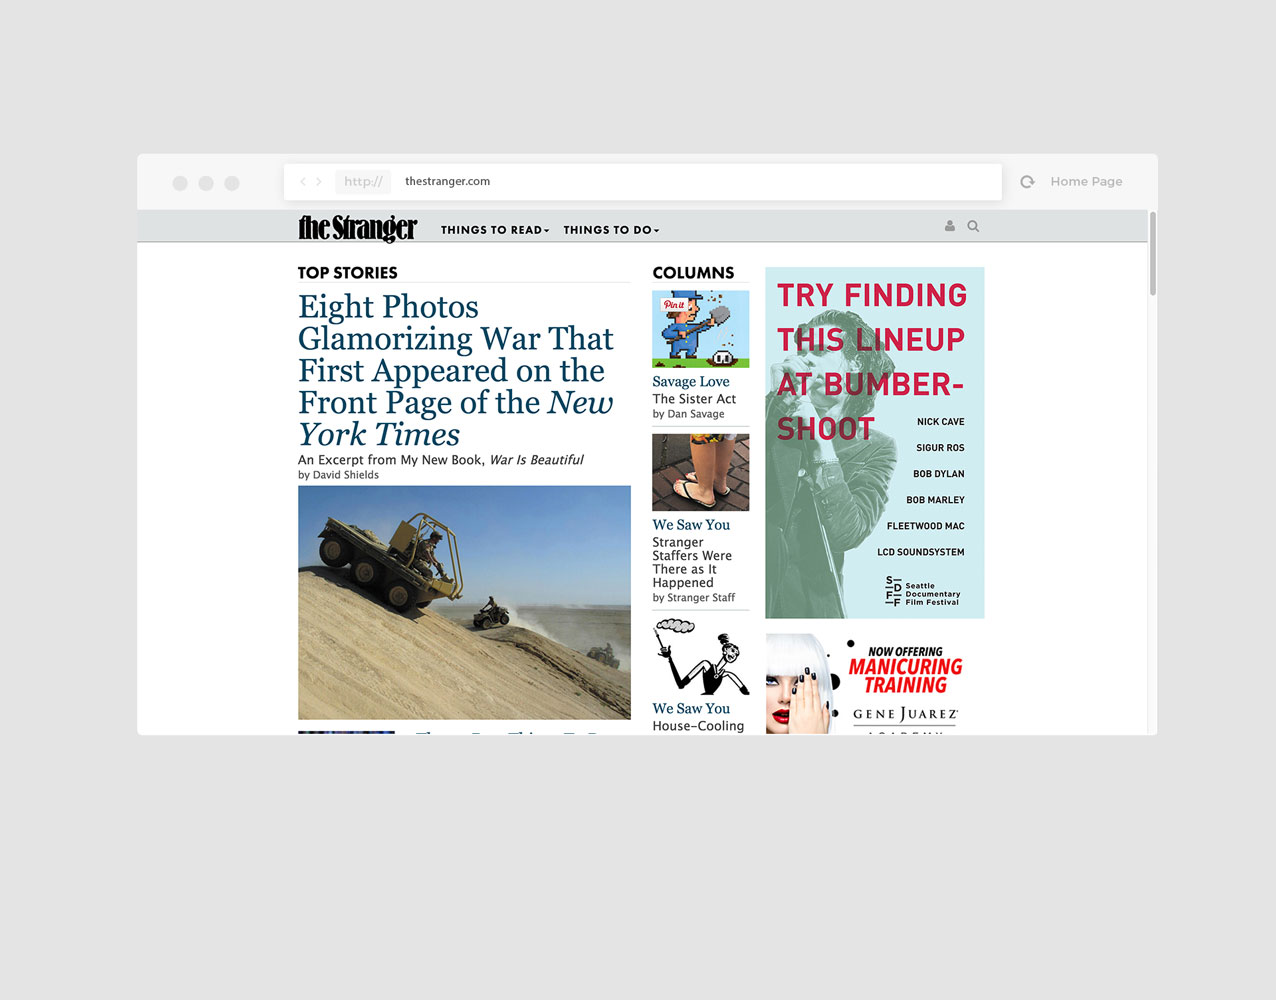 http://
thestranger.com
Home Page
the Stranger
THINGS TO READ
THINGS TO DO
TOP STORIES
Eight Photos
Glamorizing War That
First Appeared on the
Front Page of the New
York Times
An Excerpt from My New Book, War Is Beautiful
by David Shields
COLUMNS
Pin it
Savage Love
The Sister Act
by Dan Savage
We Saw You
Stranger
Staffers Were
There as It
Happened
by Stranger Staff
We Saw You
House-Cooling
TRY FINDING
THIS LINEUP
AT BUMBER-
SHOOT
NICK CAVE
SIGUR ROS
BOB DYLAN
BOB MARLEY
FLEETWOOD MAC
LCD SOUNDSYSTEM
S
D
F
F
Seattle
Documentary
Film Festival
NOW OFFERING
MANICURING
TRAINING
GENE JUAREZ